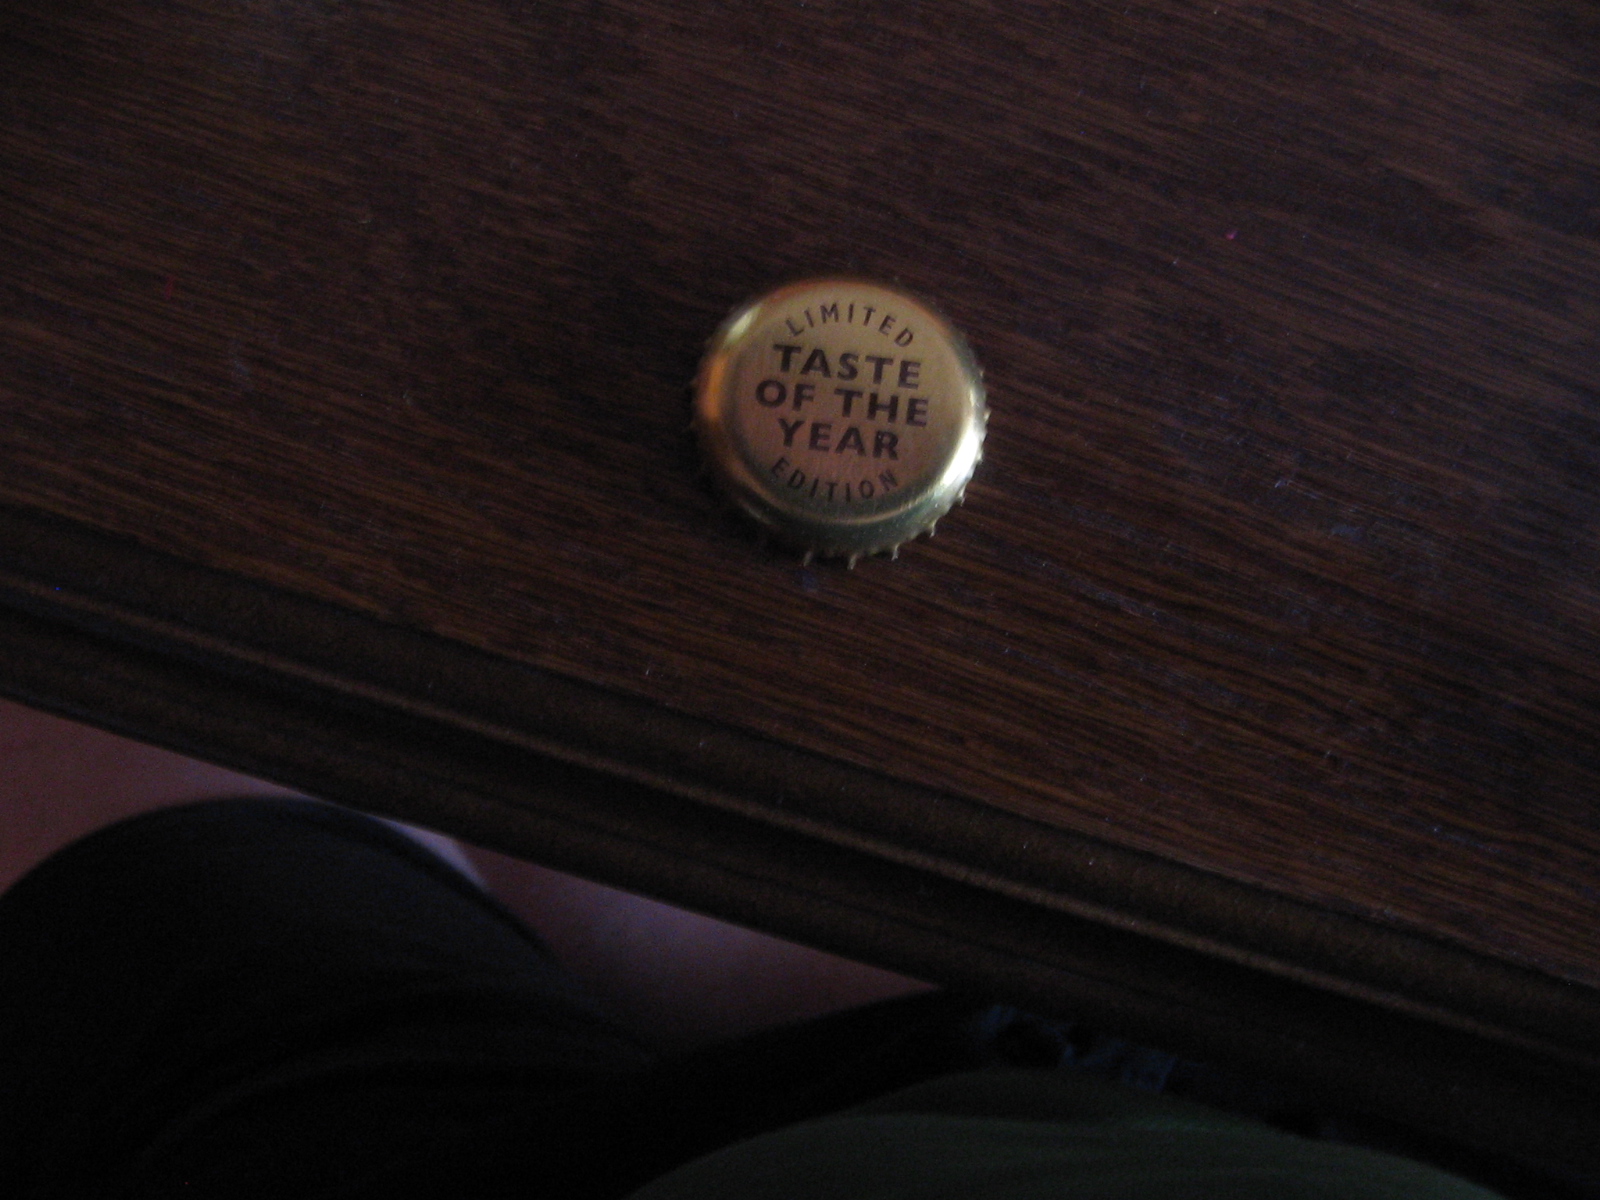 LIMITED
TASTE
OF THE
YEAR
EDITION